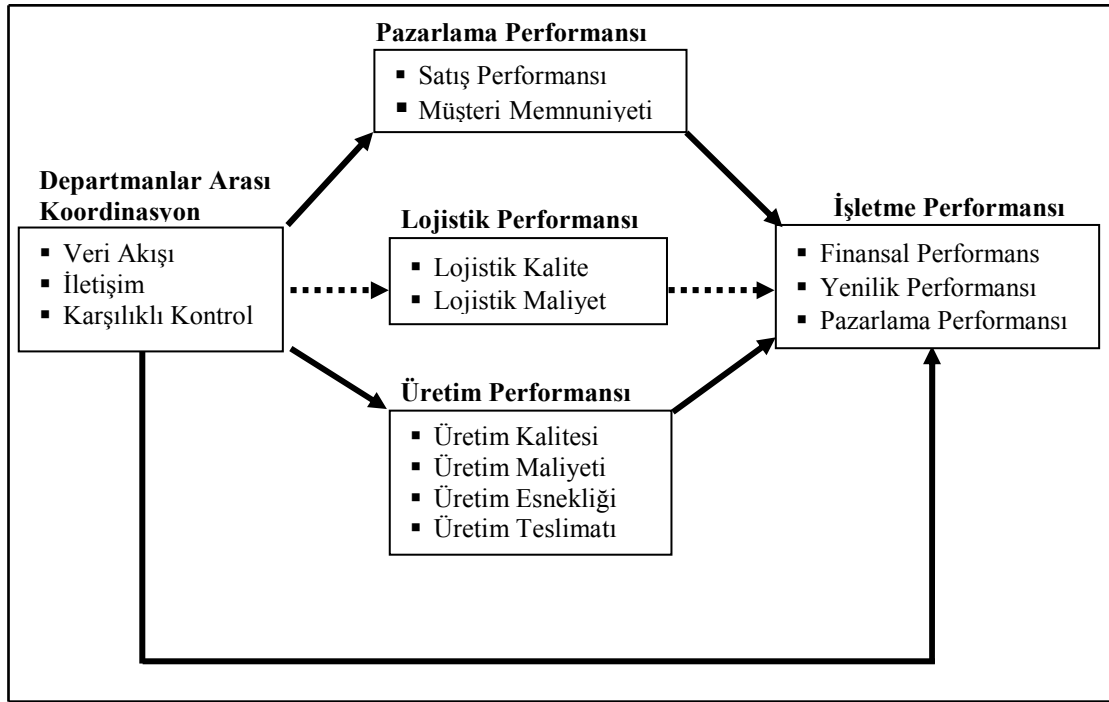 Pazarlama Performansı
▪ Satış Performansı
▪ Müşteri Memnuniyeti
Departmanlar Arası
Koordinasyon
▪ Veri Akışı
▪ İletişim
▪ Karşılıklı Kontrol
Lojistik Performansı
▪ Lojistik Kalite
▪ Lojistik Maliyet
Üretim Performansı
▪ Üretim Kalitesi
▪ Üretim Maliyeti
▪ Üretim Esnekliği
▪ Üretim Teslimatı
İşletme Performansı
▪ Finansal Performans
▪ Yenilik Performansı
▪ Pazarlama Performansı